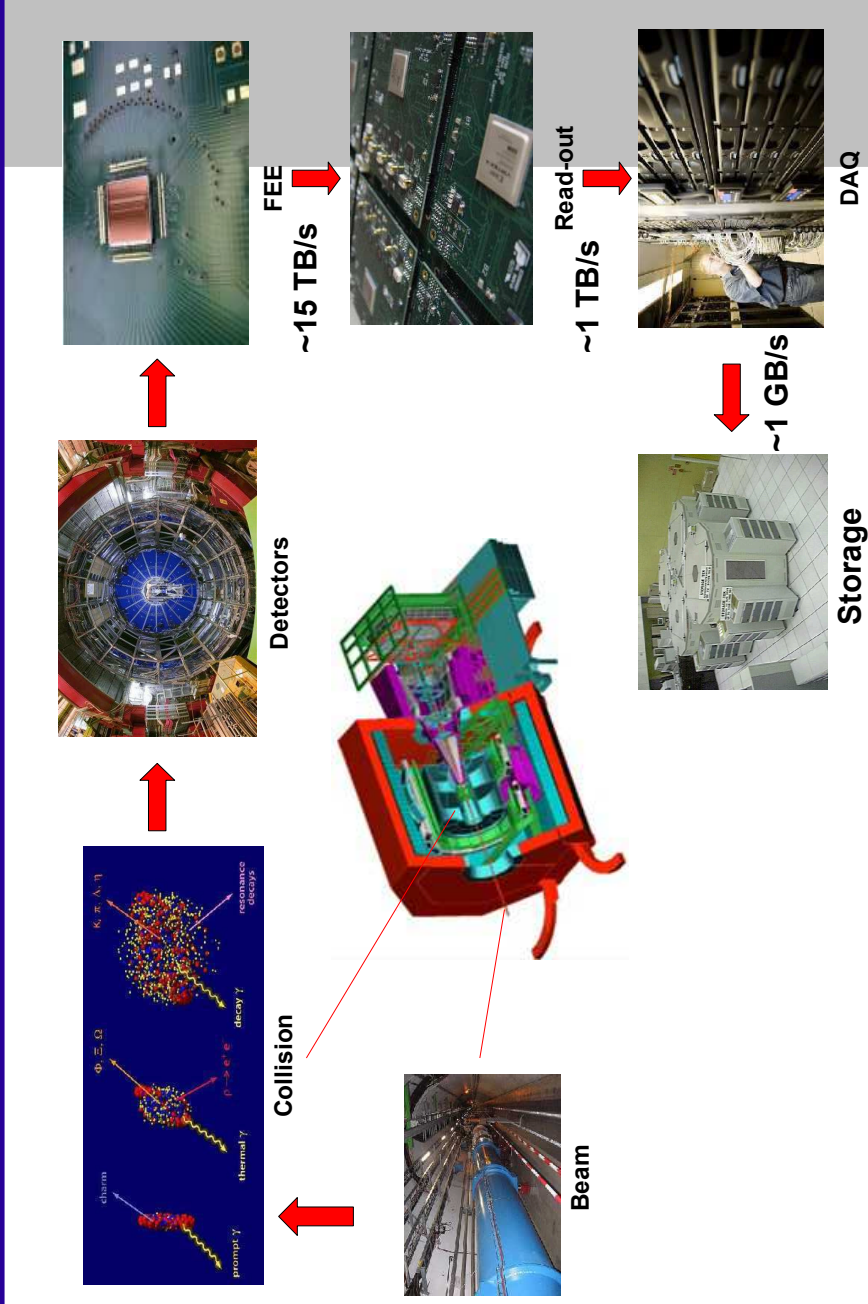 charm
Φ, Ξ, Ω
K, π, Λ, η
prompt γ
thermal γ
ρ → e⁺ e⁻
decay γ
resonance
decays
Collision
Detectors
FEE
~15 TB/s
Beam
Read-out
~1 TB/s
~1 GB/s
Storage
DAQ